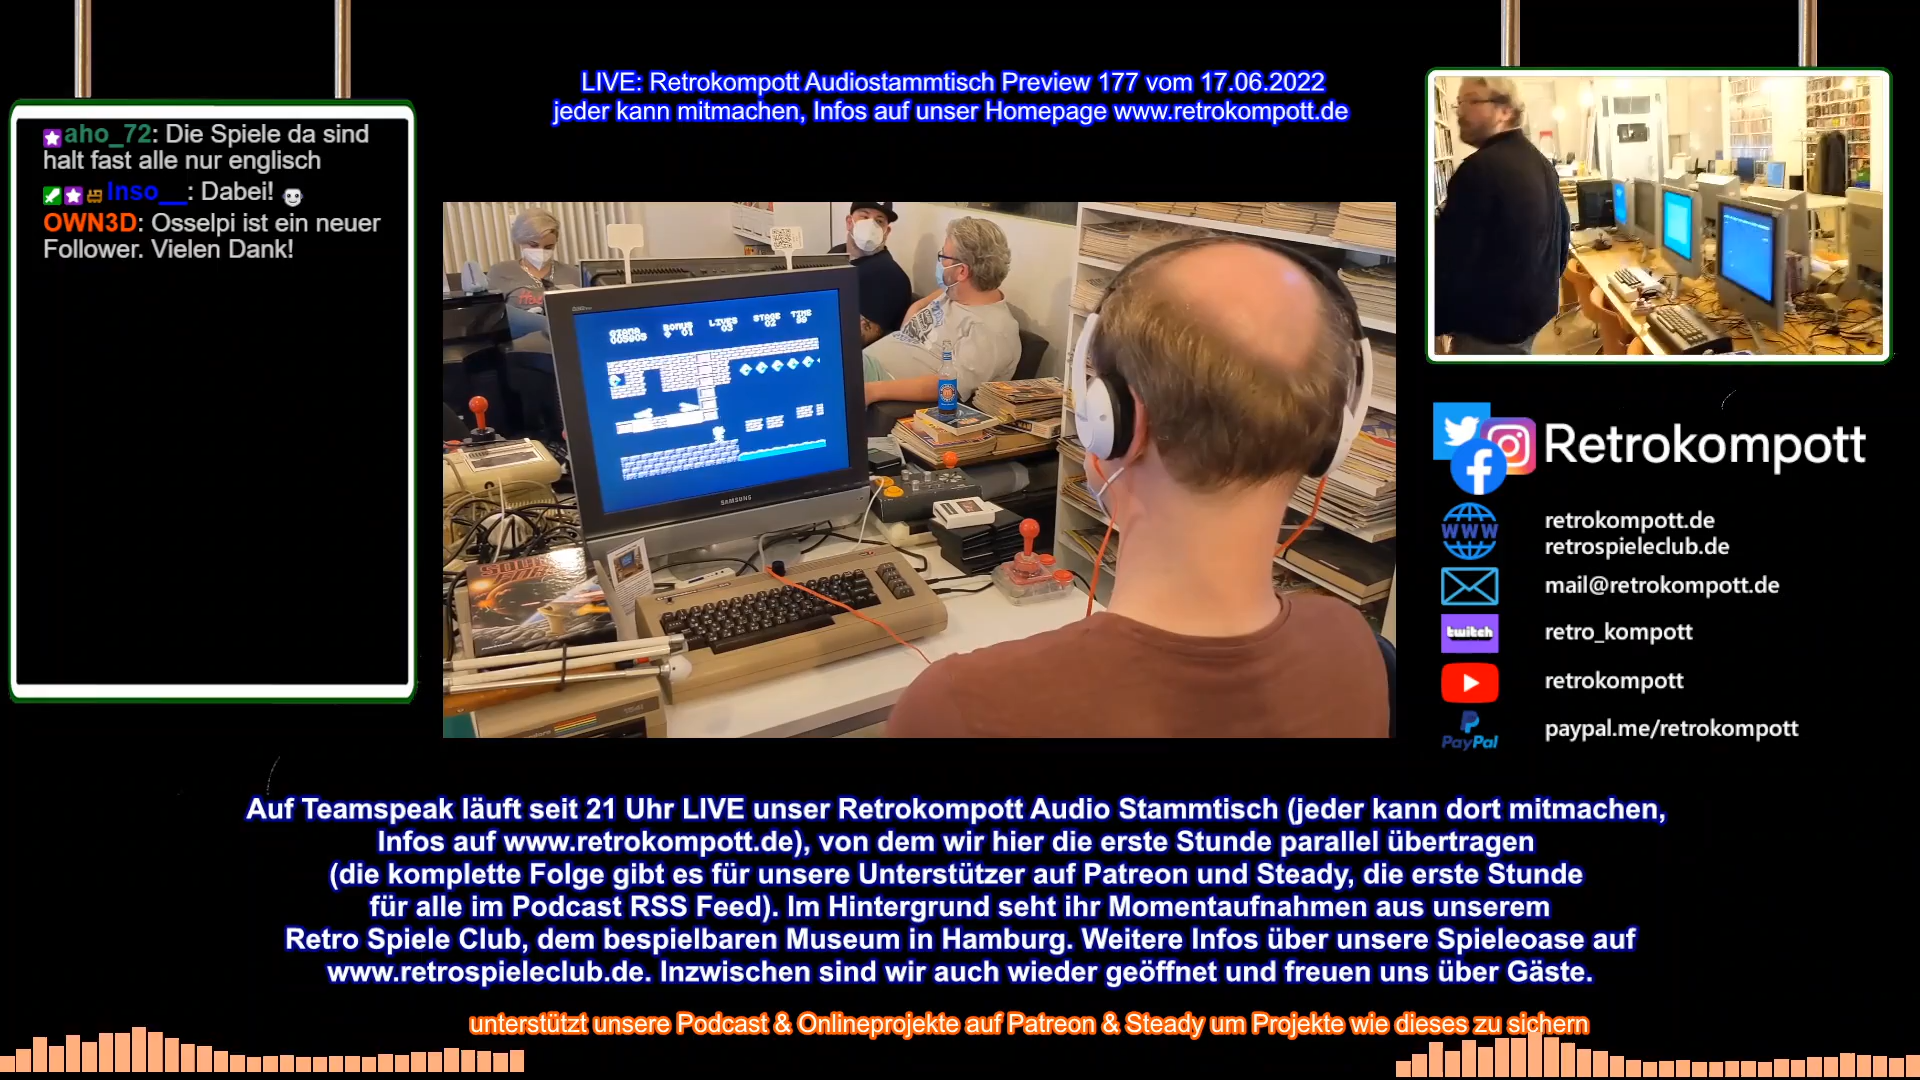 LIVE: Retrokompott Audiostammtisch Preview 177 vom 17.06.2022
jeder kann mitmachen, Infos auf unser Homepage www.retrokompott.de
aho_72: Die Spiele da sind
halt fast alle nur englisch
Inso__: Dabei!
OWN3D: Osselpi ist ein neuer
Follower. Vielen Dank!
GIANA BONUS LIVES STAGE TIME
01 03 02 99
SAMSUNG
Retrokompott
www
retrokompott.de
retrospieleclub.de
mail@retrokompott.de
twitch
retro_kompott
retrokompott
PayPal
paypal.me/retrokompott
Auf Teamspeak läuft seit 21 Uhr LIVE unser Retrokompott Audio Stammtisch (jeder kann dort mitmachen,
Infos auf www.retrokompott.de), von dem wir hier die erste Stunde parallel übertragen
(die komplette Folge gibt es für unsere Unterstützer auf Patreon und Steady, die erste Stunde
für alle im Podcast RSS Feed). Im Hintergrund seht ihr Momentaufnahmen aus unserem
Retro Spiele Club, dem bespielbaren Museum in Hamburg. Weitere Infos über unsere Spieleoase auf
www.retrospieleclub.de. Inzwischen sind wir auch wieder geöffnet und freuen uns über Gäste.
unterstützt unsere Podcast & Onlineprojekte auf Patreon & Steady um Projekte wie dieses zu sichern